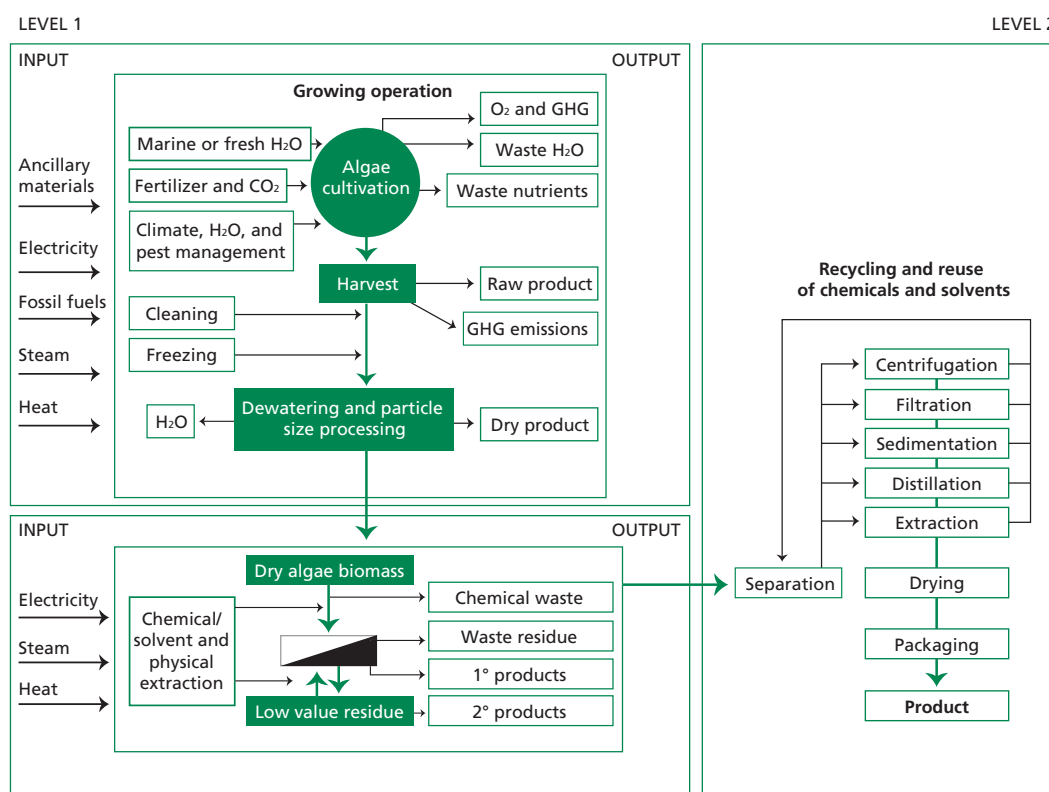 LEVEL 1
LEVEL 2
INPUT
OUTPUT
Growing operation
Marine or fresh H₂O
Fertilizer and CO₂
Climate, H₂O, and
pest management
Algae
cultivation
O₂ and GHG
Waste H₂O
Waste nutrients
Ancillary
materials
Electricity
Fossil fuels
Steam
Heat
Harvest
Raw product
GHG emissions
Cleaning
Freezing
H₂O
Dewatering and particle
size processing
Dry product
INPUT
OUTPUT
Electricity
Steam
Heat
Chemical/
solvent and
physical
extraction
Dry algae biomass
Chemical waste
Waste residue
1° products
Low value residue
2° products
Recycling and reuse
of chemicals and solvents
Centrifugation
Filtration
Sedimentation
Distillation
Extraction
Separation
Drying
Packaging
Product